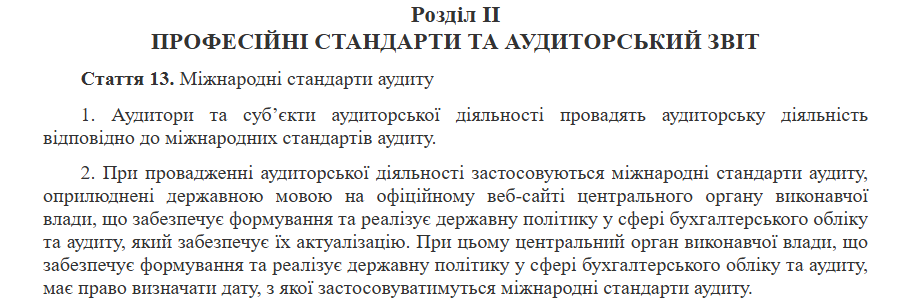 Розділ II
ПРОФЕСІЙНІ СТАНДАРТИ ТА АУДИТОРСЬКИЙ ЗВІТ
Стаття 13. Міжнародні стандарти аудиту
1. Аудитори та суб’єкти аудиторської діяльності провадять аудиторську діяльність
відповідно до міжнародних стандартів аудиту.
2. При провадженні аудиторської діяльності застосовуються міжнародні стандарти аудиту,
оприлюднені державною мовою на офіційному веб-сайті центрального органу виконавчої
влади, що забезпечує формування та реалізує державну політику у сфері бухгалтерського обліку
та аудиту, який забезпечує їх актуалізацію. При цьому центральний орган виконавчої влади, що
забезпечує формування та реалізує державну політику у сфері бухгалтерського обліку та аудиту,
має право визначати дату, з якої застосовуватимуться міжнародні стандарти аудиту.